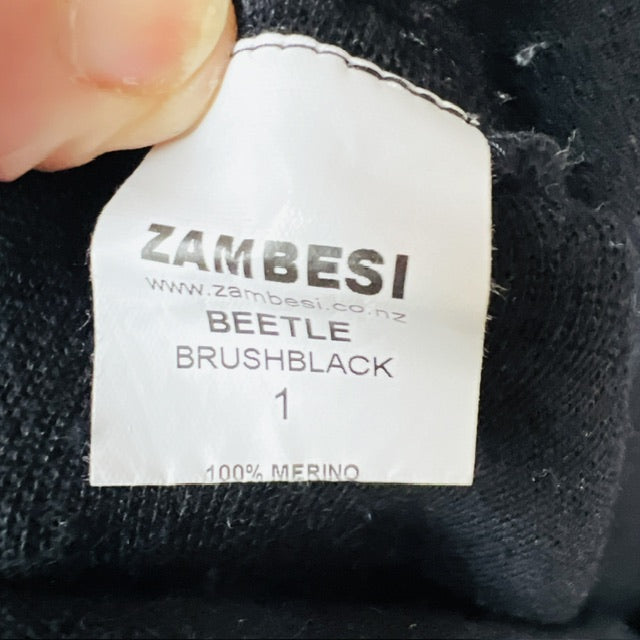 ZAMBESI
www.zambesi.co.nz
BEETLE
BRUSHBLACK
1
100% MERINO